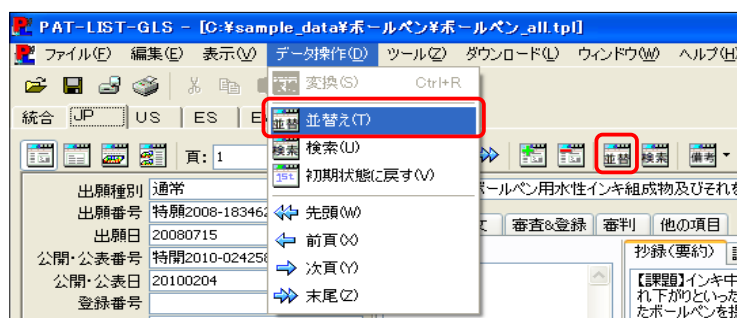 PAT-LIST-GLS - [C:¥sample_data¥ボールペン¥ボールペン_all.tpl]
ファイル(F) 編集(E) 表示(V) データ操作(D) ツール(Z) ダウンロード(L) ウィンドウ(W) ヘルプ(H)
変換(S) Ctrl+R
並替え(T)
検索(U)
初期状態に戻す(V)
先頭(W)
前頁(X)
次頁(Y)
末尾(Z)
統合 JP US ES
頁: 1 並替 検索 備考
出願種別 通常 ボールペン用水性インキ組成物及びそれを
出願番号 特願2008-183462
出願日 20080715 審査&登録 審判 他の項目
公開・公表番号 特開2010-024258 抄録(要約)
公開・公表日 20100204 【課題】インキ中
れ下がりといった
登録番号 たボールペンを提